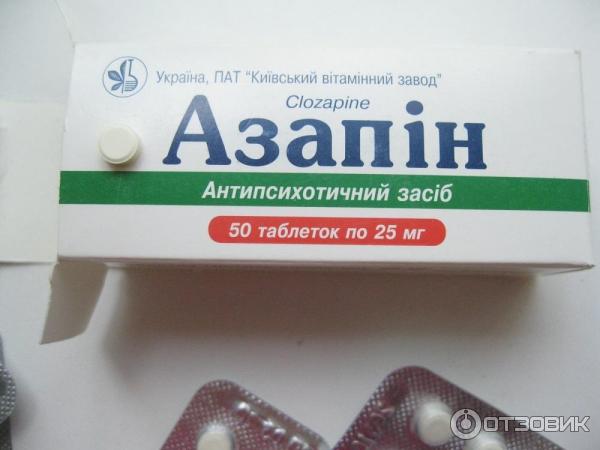 Україна, ПАТ "Київський вітамінний завод"
Clozapine
Азапін
Антипсихотичний засіб
50 таблеток по 25 мг
ОТЗОВИК